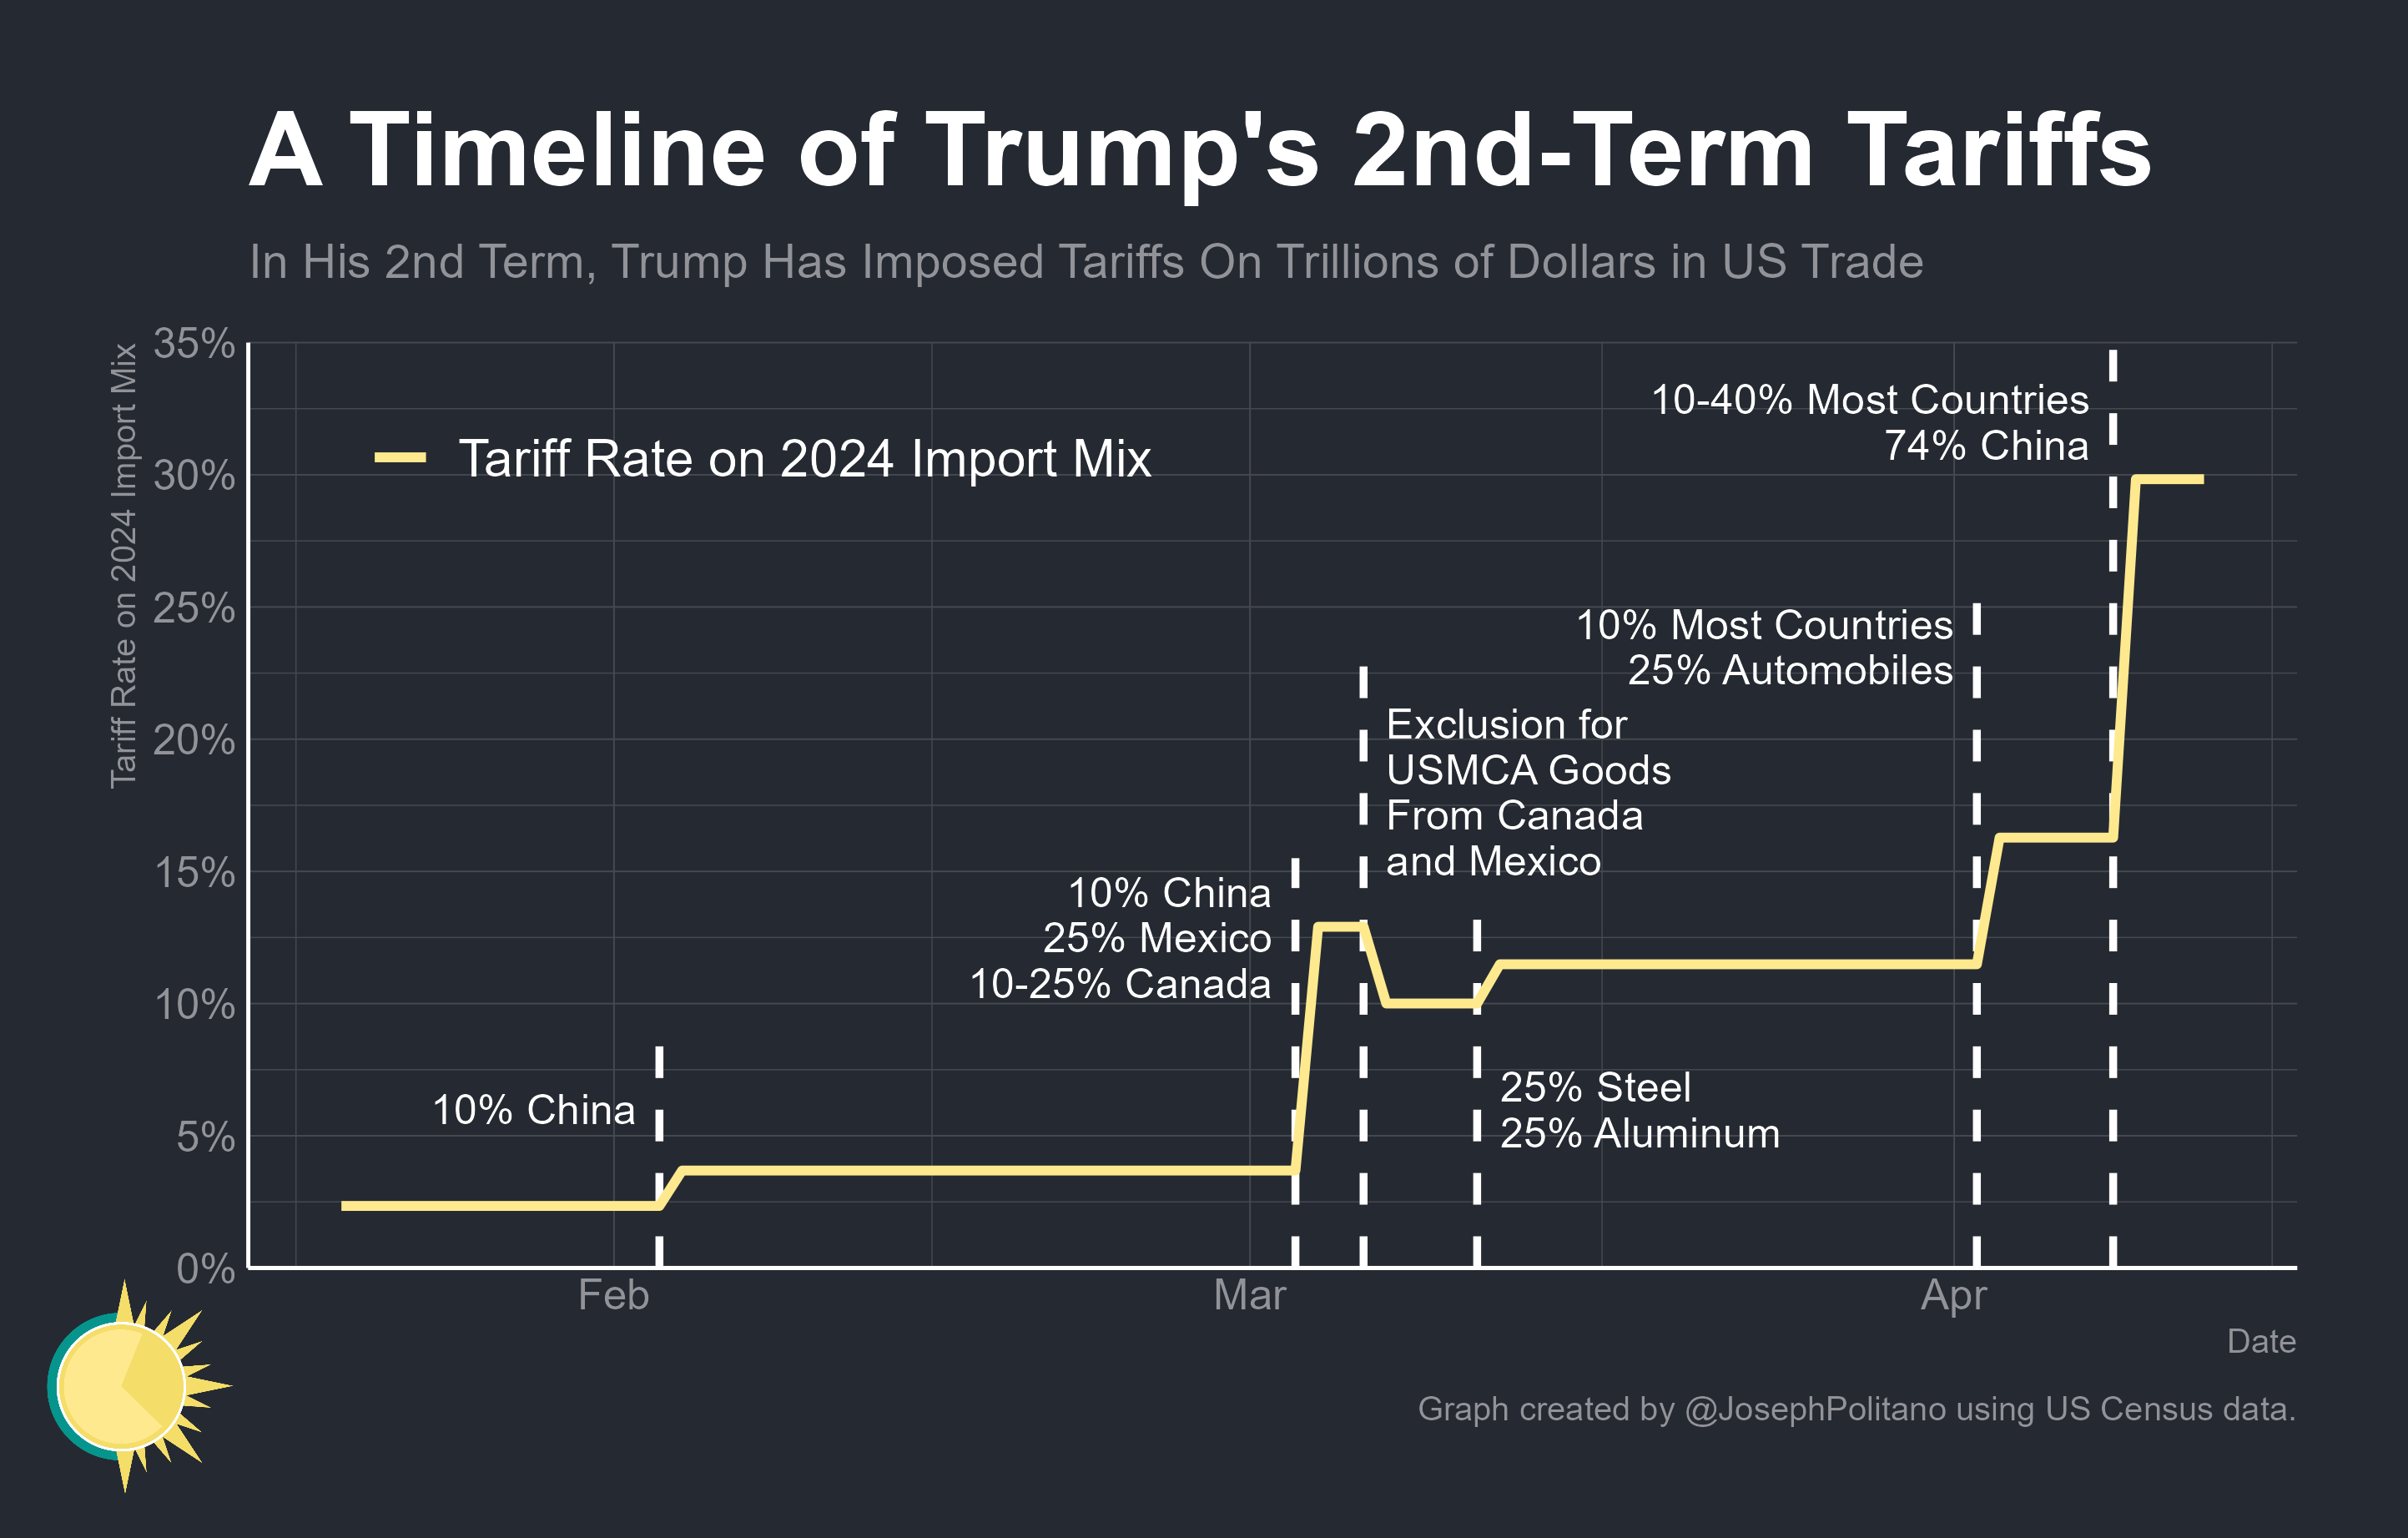 A Timeline of Trump's 2nd-Term Tariffs
In His 2nd Term, Trump Has Imposed Tariffs On Trillions of Dollars in US Trade
Tariff Rate on 2024 Import Mix
35%
30%
25%
20%
15%
10%
5%
0%
Tariff Rate on 2024 Import Mix
10% China
10% China
25% Mexico
10-25% Canada
Exclusion for
USMCA Goods
From Canada
and Mexico
25% Steel
25% Aluminum
10% Most Countries
25% Automobiles
10-40% Most Countries
74% China
Feb
Mar
Apr
Date
Graph created by @JosephPolitano using US Census data.